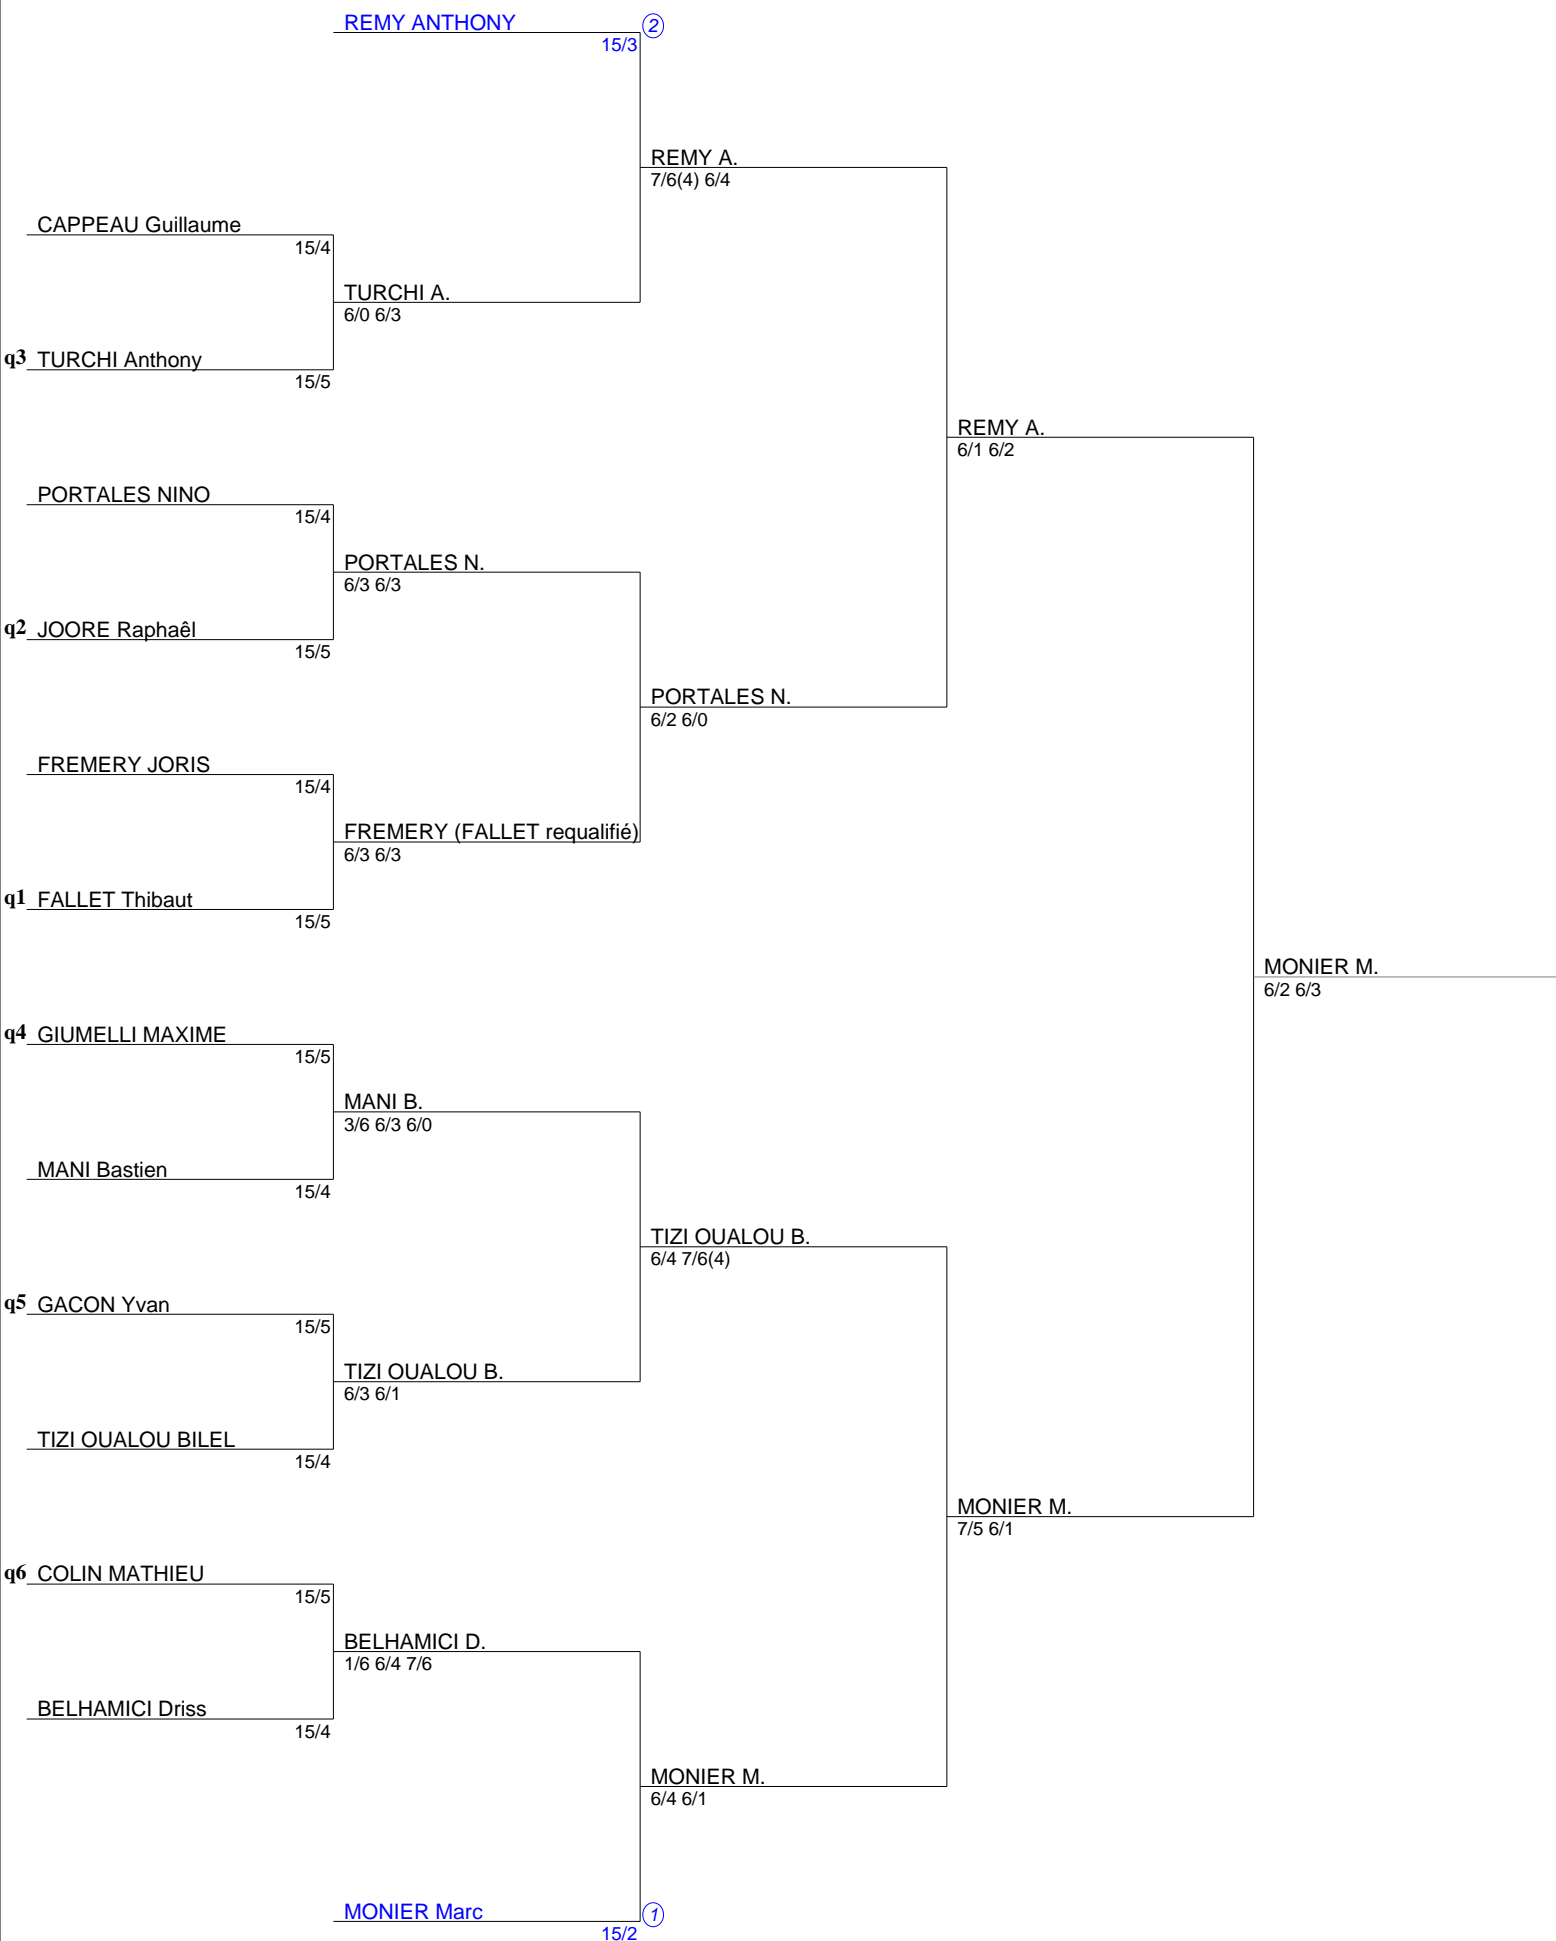 REMY ANTHONY 2
15/3
REMY A.
7/6(4) 6/4
CAPPEAU Guillaume
15/4
TURCHI A.
6/0 6/3
q3 TURCHI Anthony
15/5
REMY A.
6/1 6/2
PORTALES NINO
15/4
PORTALES N.
6/3 6/3
q2 JOORE Raphaêl
15/5
PORTALES N.
6/2 6/0
FREMERY JORIS
15/4
FREMERY (FALLET requalifié)
6/3 6/3
q1 FALLET Thibaut
15/5
MONIER M.
6/2 6/3
q4 GIUMELLI MAXIME
15/5
MANI B.
3/6 6/3 6/0
MANI Bastien
15/4
TIZI OUALOU B.
6/4 7/6(4)
q5 GACON Yvan
15/5
TIZI OUALOU B.
6/3 6/1
TIZI OUALOU BILEL
15/4
MONIER M.
7/5 6/1
q6 COLIN MATHIEU
15/5
BELHAMICI D.
1/6 6/4 7/6
BELHAMICI Driss
15/4
MONIER M.
6/4 6/1
MONIER Marc 1
15/2